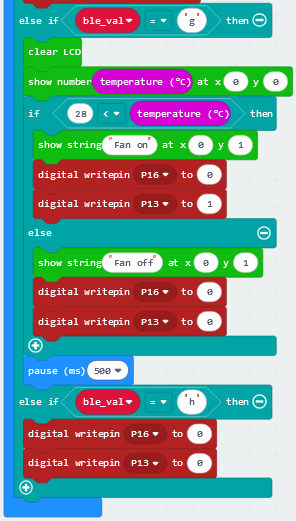 else if ble_val = "g" then
clear LCD
show number temperature (°C) at x 0 y 0
if 28 < temperature (°C) then
show string "Fan on" at x 0 y 1
digital writepin P16 to 0
digital writepin P13 to 1
else
show string "Fan off" at x 0 y 1
digital writepin P16 to 0
digital writepin P13 to 0
pause (ms) 500
else if ble_val = "h" then
digital writepin P16 to 0
digital writepin P13 to 0